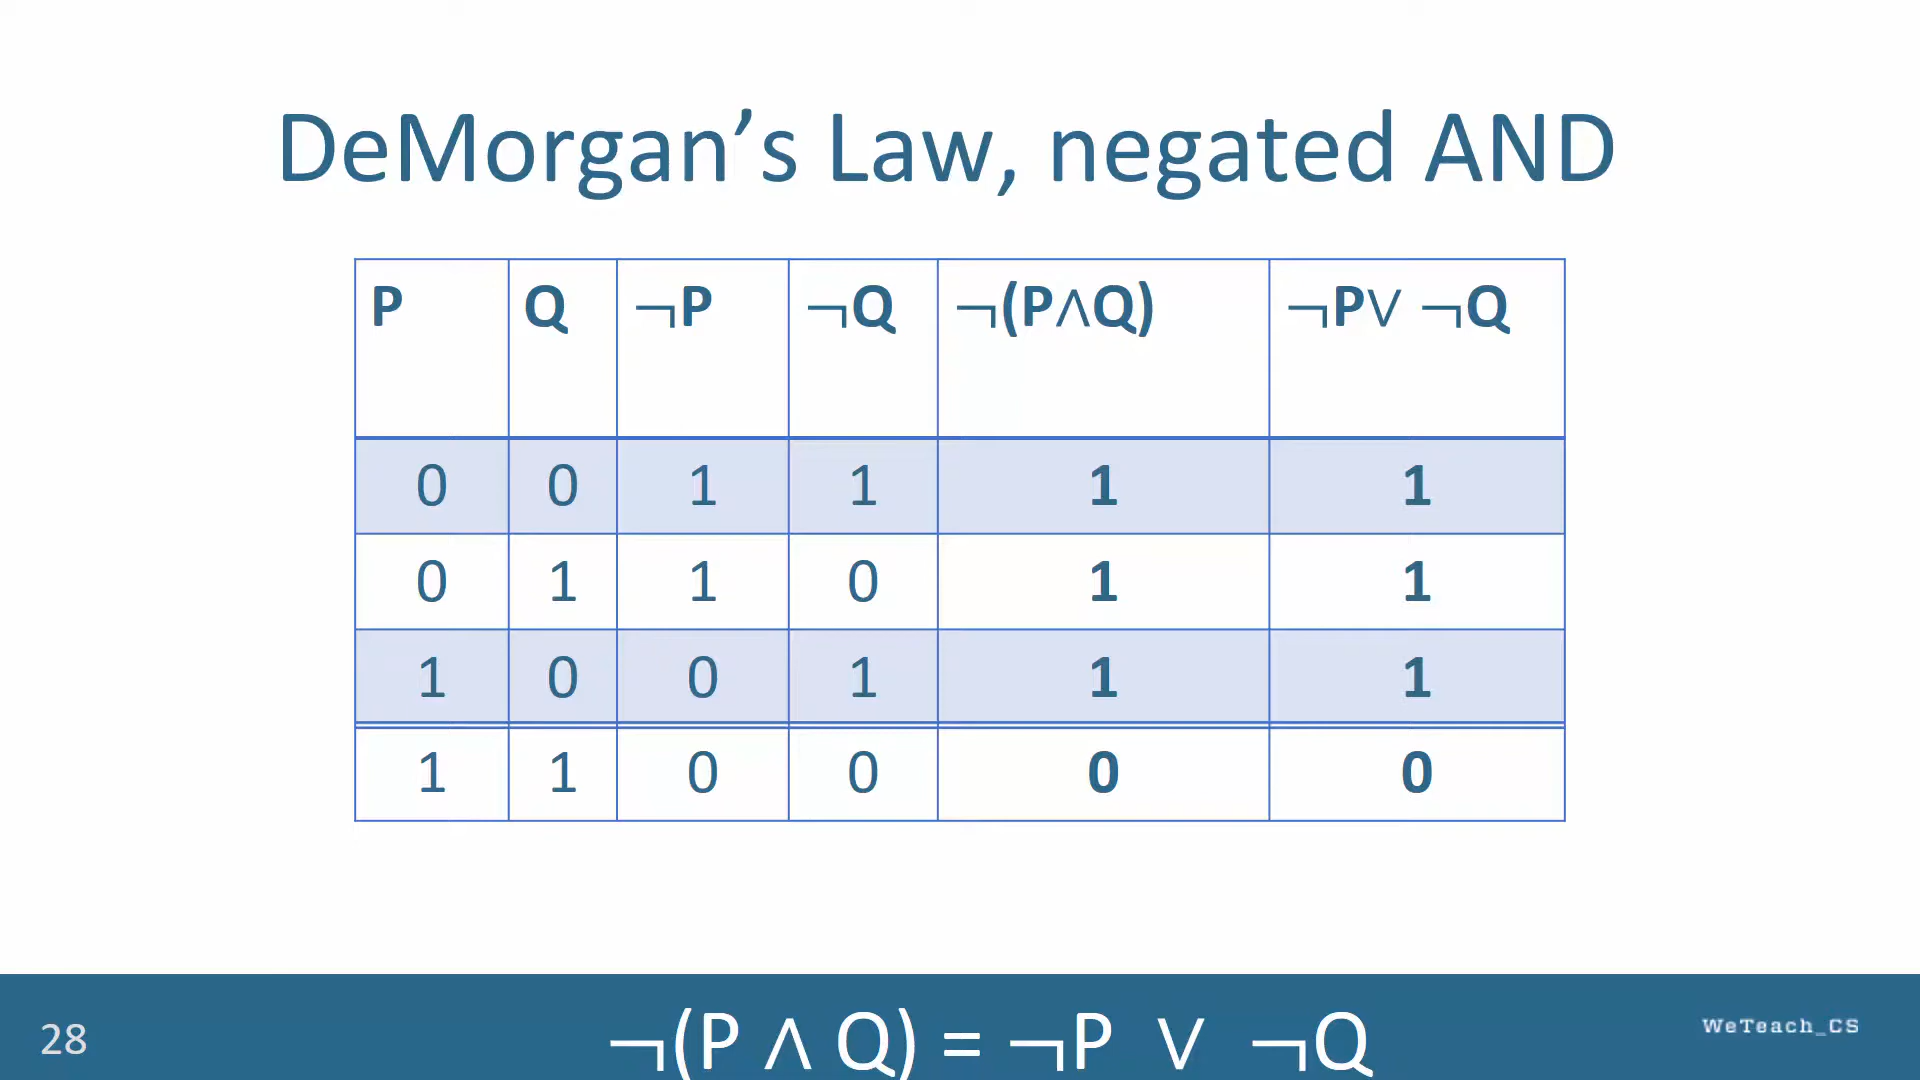 DeMorgan’s Law, negated AND
P Q ¬P ¬Q ¬(P∧Q) ¬P∨ ¬Q
0 0 1 1 1 1
0 1 1 0 1 1
1 0 0 1 1 1
1 1 0 0 0 0
28 ¬(P ∧ Q) = ¬P ∨ ¬Q WeTeach_CS